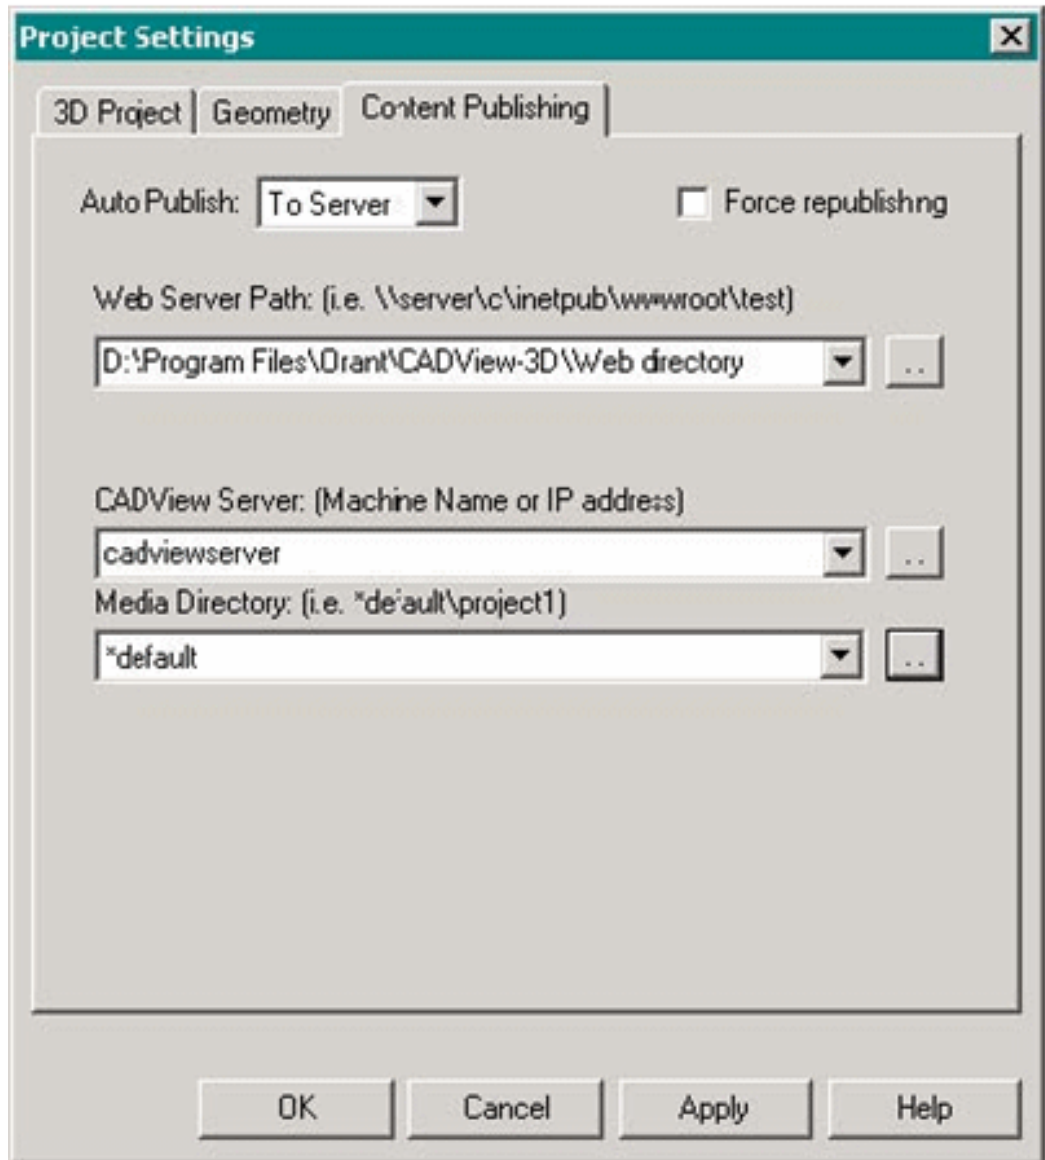 Project Settings
3D Project Geometry Content Publishing
Auto Publish: To Server Force republishng
Web Server Path: (i.e. \\server\c\inetpub\wwwroot\test)
D:\Program Files\Orant\CADView-3D\Web directory
..
CADView Server: (Machine Name or IP address)
cadviewserver
..
Media Directory: (i.e. *default\project1)
*default
..
OK Cancel Apply Help